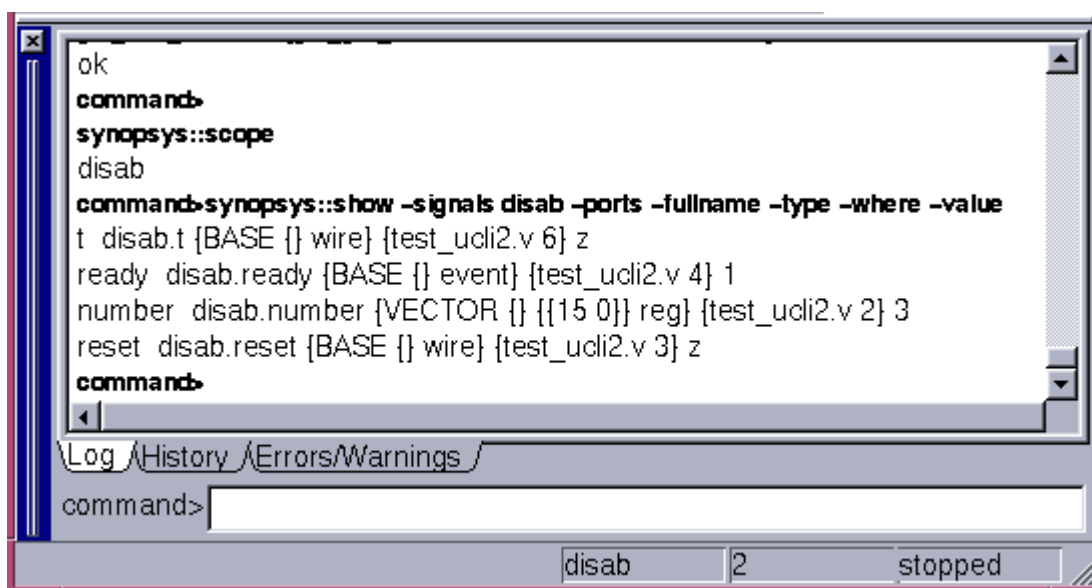 ok
command>
synopsys::scope
disab
command>synopsys::show -signals disab -ports -fullname -type -where -value
t disab.t {BASE {} wire} {test_ucli2.v 6} z
ready disab.ready {BASE {} event} {test_ucli2.v 4} 1
number disab.number {VECTOR {} {{15 0}} reg} {test_ucli2.v 2} 3
reset disab.reset {BASE {} wire} {test_ucli2.v 3} z
command>
Log History Errors/Warnings
command>
disab 2 stopped